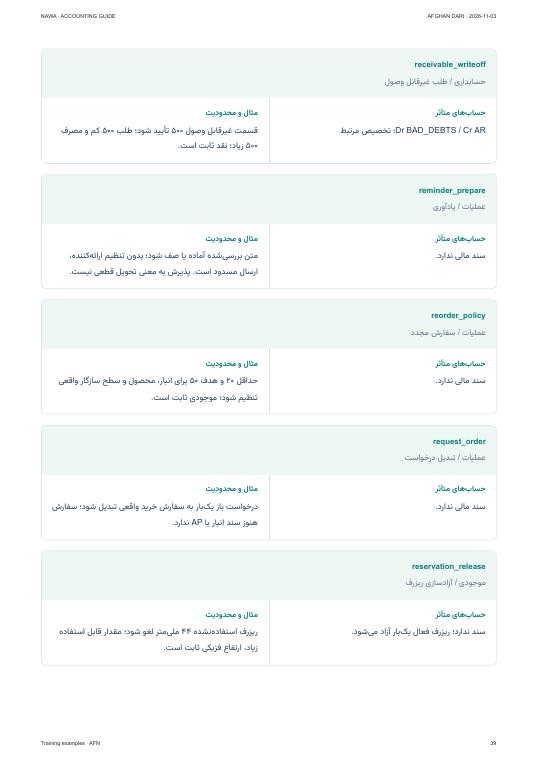 NAWA · ACCOUNTING GUIDE
AFGHAN DARI · 2026-11-03
receivable_writeoff
حسابداری / طلب غیرقابل وصول
حساب‌های متأثر
Dr BAD_DEBTS / Cr AR؛ تخصیص مرتبط
مثال و محدودیت
قسمت غیرقابل وصول ۵۰۰ تأیید شود؛ طلب ۵۰۰ کم و مصرف
۵۰۰ زیاد؛ نقد ثابت است.
reminder_prepare
عملیات / یادآوری
حساب‌های متأثر
سند مالی ندارد.
مثال و محدودیت
متن بررسی‌شده آماده یا صف شود؛ بدون تنظیم ارائه‌کننده،
ارسال مسدود است. پذیرش به معنی تحویل قطعی نیست.
reorder_policy
عملیات / سفارش مجدد
حساب‌های متأثر
سند مالی ندارد.
مثال و محدودیت
حداقل ۲۰ و هدف ۵۰ برای انبار، محصول و سطح سازگار واقعی
تنظیم شود؛ موجودی ثابت است.
request_order
عملیات / تبدیل درخواست
حساب‌های متأثر
سند مالی ندارد.
مثال و محدودیت
درخواست باز یک‌بار به سفارش خرید واقعی تبدیل شود؛ سفارش
هنوز سند انبار یا AP ندارد.
reservation_release
موجودی / آزادسازی ریزرف
حساب‌های متأثر
سند ندارد؛ ریزرف فعال یک‌بار آزاد می‌شود.
مثال و محدودیت
ریزرف استفاده‌نشده ۴۴ ملی‌متر لغو شود؛ مقدار قابل استفاده
زیاد، ارتفاع فزیکی ثابت است.
Training examples · AFN
39